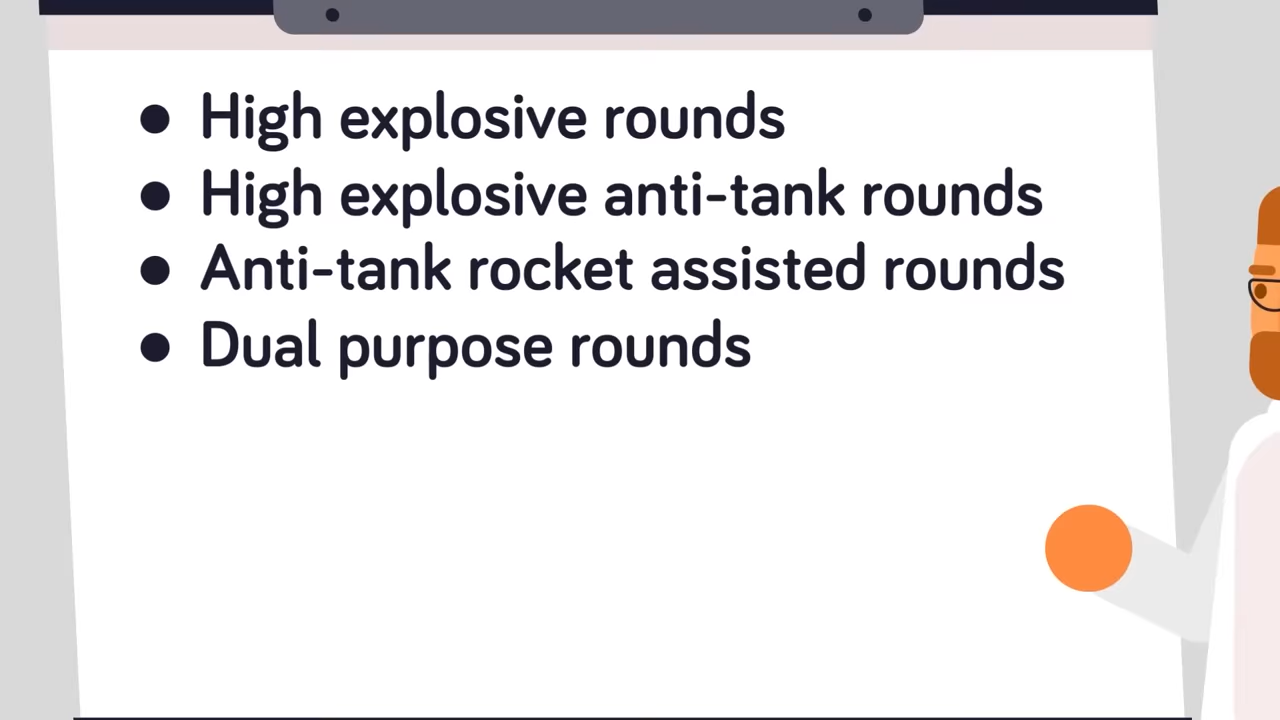 High explosive rounds
High explosive anti-tank rounds
Anti-tank rocket assisted rounds
Dual purpose rounds